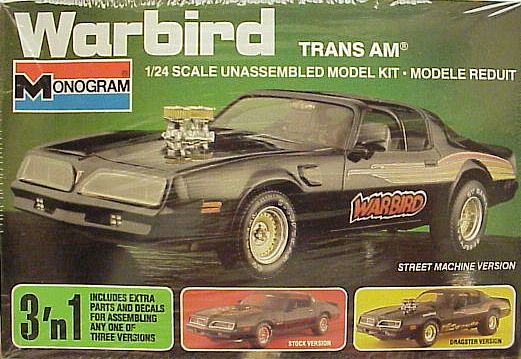 Warbird
TRANS AM®
1/24 SCALE UNASSEMBLED MODEL KIT • MODELE REDUIT
MONOGRAM
WARBIRD
STREET MACHINE VERSION
3'n1
INCLUDES EXTRA
PARTS AND DECALS
FOR ASSEMBLING
ANY ONE OF
THREE VERSIONS
STOCK VERSION
DRAGSTER VERSION